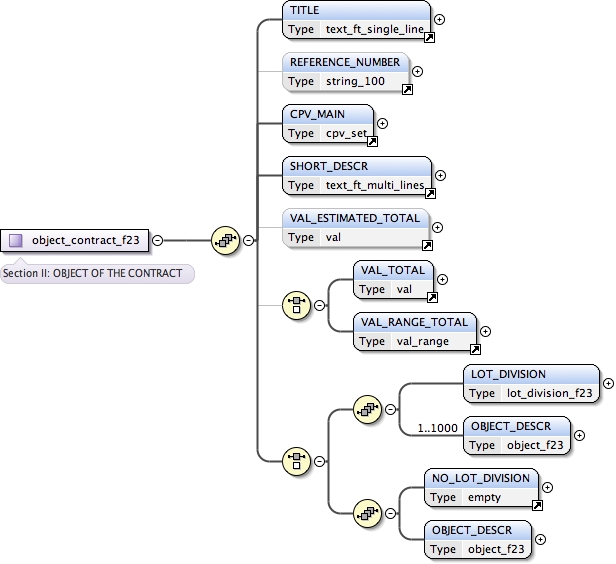 TITLE
Type text_ft_single_line
REFERENCE_NUMBER
Type string_100
CPV_MAIN
Type cpv_set
SHORT_DESCR
Type text_ft_multi_lines
object_contract_f23
Section II: OBJECT OF THE CONTRACT
VAL_ESTIMATED_TOTAL
Type val
VAL_TOTAL
Type val
VAL_RANGE_TOTAL
Type val_range
LOT_DIVISION
Type lot_division_f23
1..1000
OBJECT_DESCR
Type object_f23
NO_LOT_DIVISION
Type empty
OBJECT_DESCR
Type object_f23